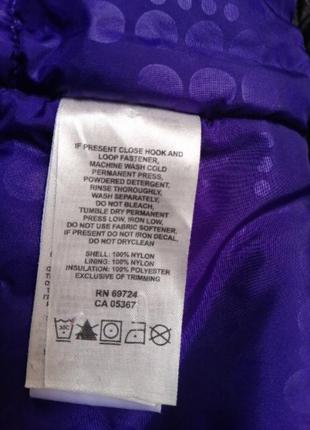 IF PRESENT CLOSE HOOK AND
LOOP FASTENER,
MACHINE WASH COLD
PERMANENT PRESS,
POWDERED DETERGENT,
RINSE THOROUGHLY,
WASH SEPARATELY,
DO NOT BLEACH,
TUMBLE DRY PERMANENT
PRESS LOW, IRON LOW,
DO NOT USE FABRIC SOFTENER,
IF PRESENT DO NOT IRON DECAL,
DO NOT DRYCLEAN
SHELL: 100% NYLON
LINING: 100% NYLON
INSULATION: 100% POLYESTER
EXCLUSIVE OF TRIMMING
RN 69724
CA 05367
30C